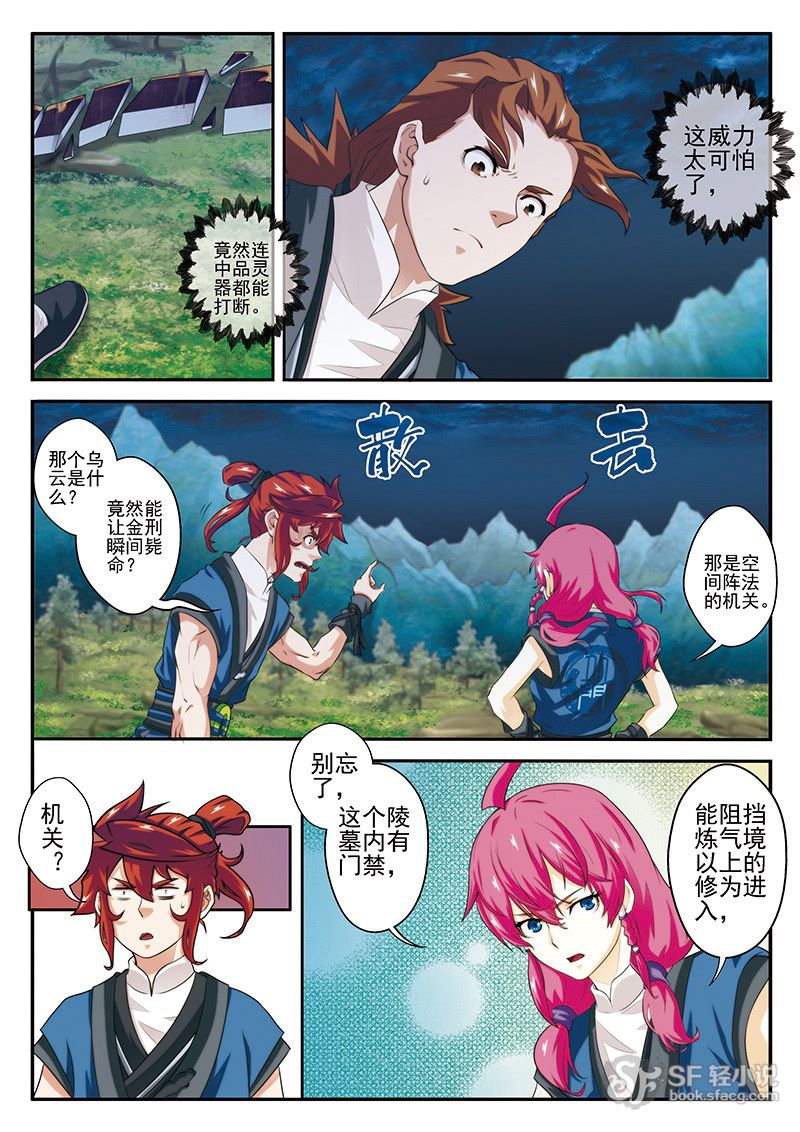 竟然连
中品灵
器都能
打断。
这威力
太可怕
了，
那个乌
云是什
么？
竟然能
让金刑
瞬间毙
命？
散去
那是空
间阵法
的机关。
机关？
别忘
了，
这个陵
墓内有
门禁，
能阻挡
炼气境
以上的
修为进
入，
SF 轻小说
book.sfacg.com